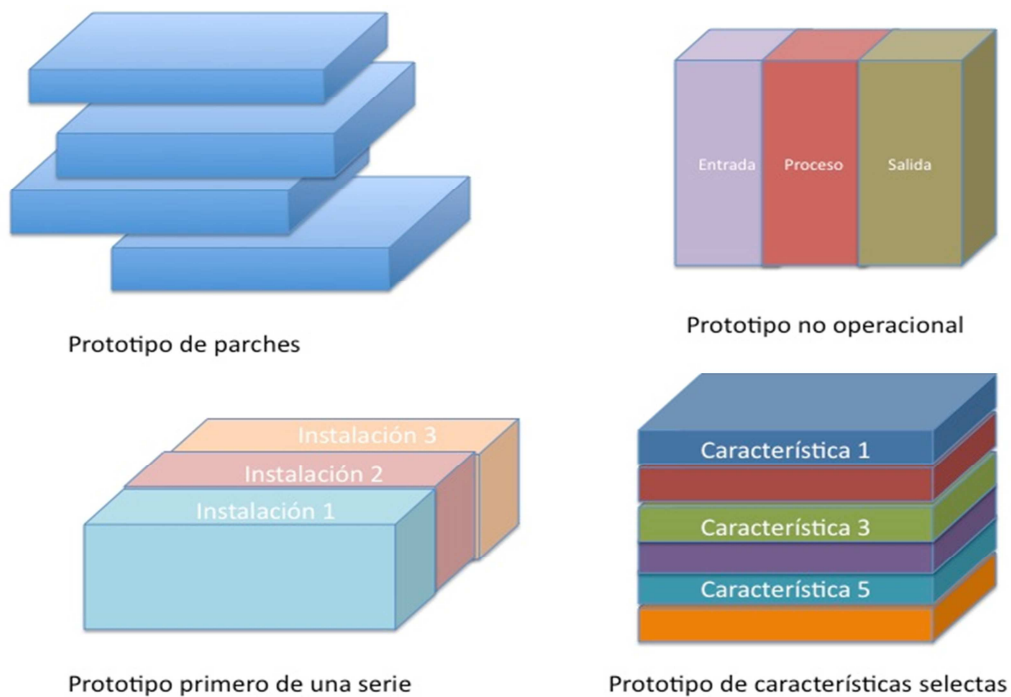 Entrada
Proceso
Salida
Prototipo de parches
Prototipo no operacional
Instalación 3
Instalación 2
Instalación 1
Característica 1
Característica 3
Característica 5
Prototipo primero de una serie
Prototipo de características selectas